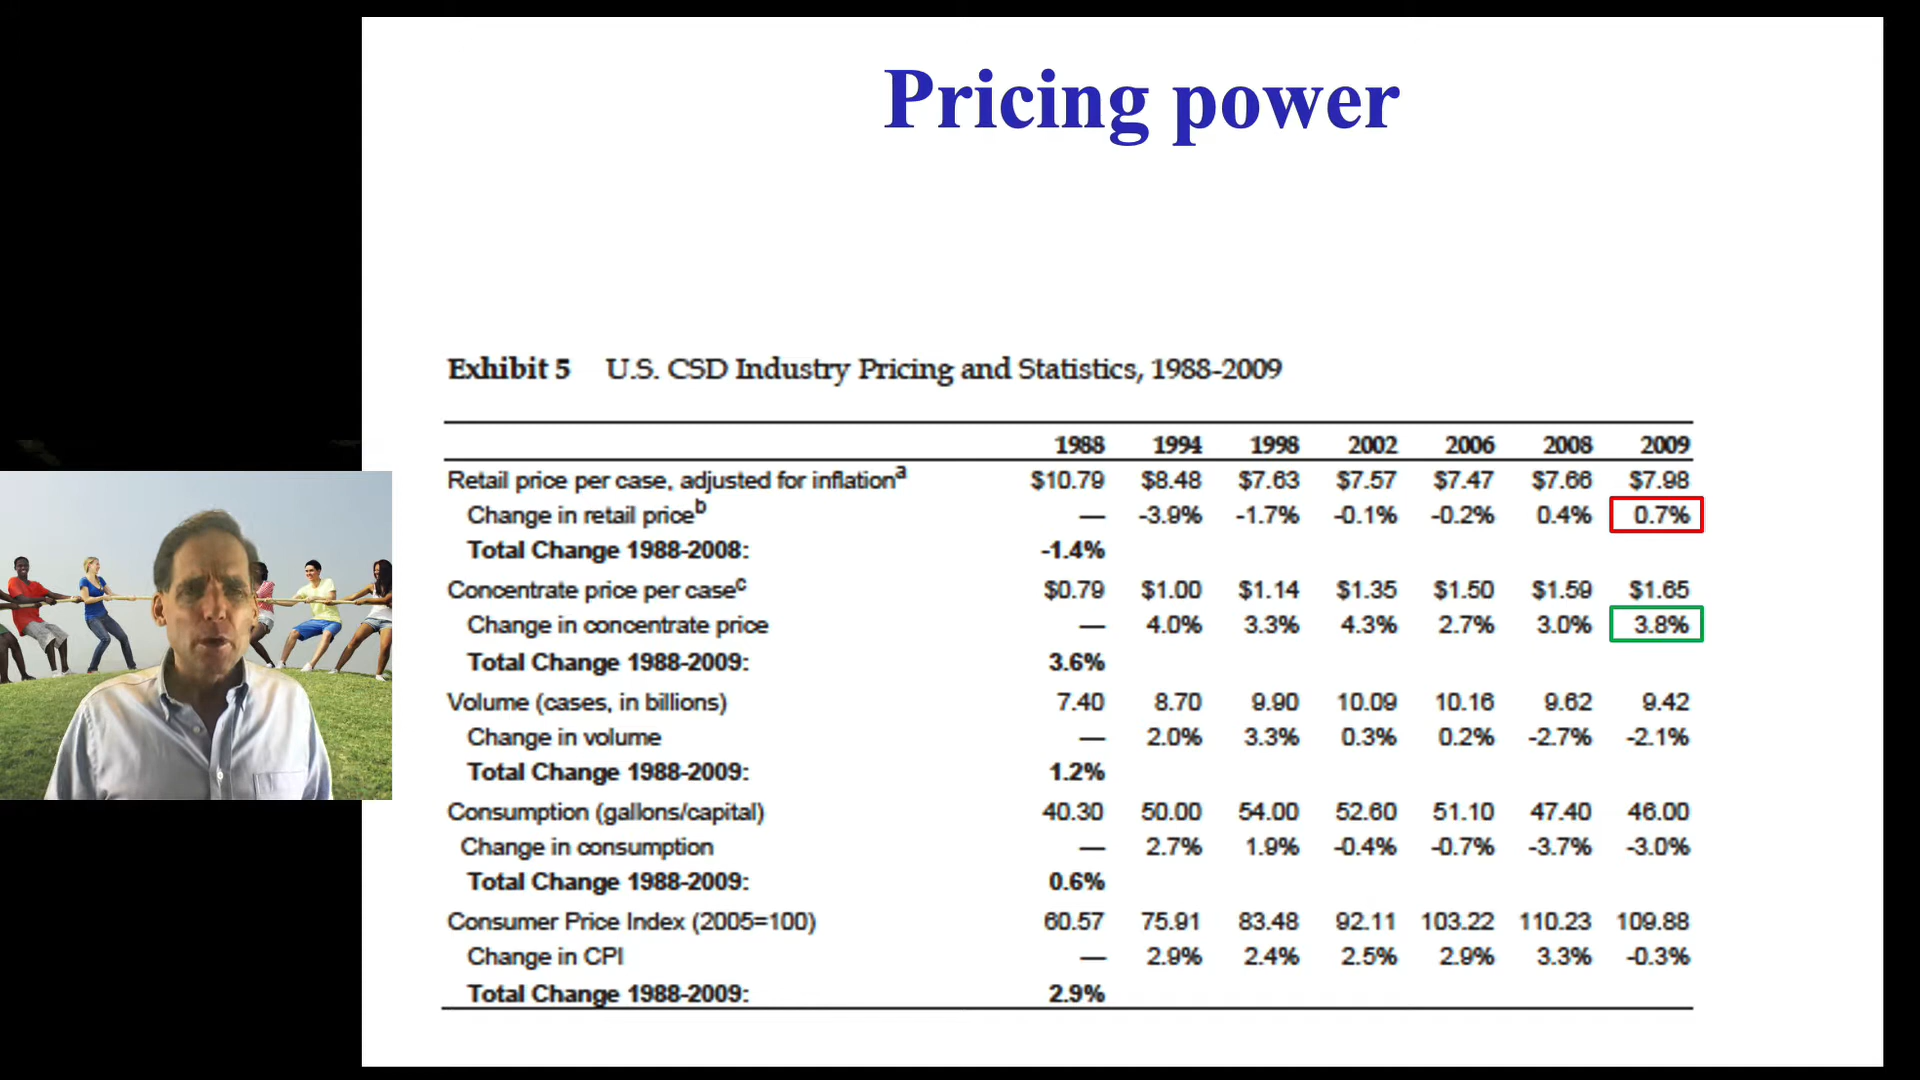 Pricing power
Exhibit 5 U.S. CSD Industry Pricing and Statistics, 1988-2009
1988 1994 1998 2002 2006 2008 2009
Retail price per case, adjusted for inflationa $10.79 $8.48 $7.63 $7.57 $7.47 $7.66 $7.98
Change in retail priceb — -3.9% -1.7% -0.1% -0.2% 0.4% 0.7%
Total Change 1988-2008: -1.4%
Concentrate price per casec $0.79 $1.00 $1.14 $1.35 $1.50 $1.59 $1.65
Change in concentrate price — 4.0% 3.3% 4.3% 2.7% 3.0% 3.8%
Total Change 1988-2009: 3.6%
Volume (cases, in billions) 7.40 8.70 9.90 10.09 10.16 9.62 9.42
Change in volume — 2.0% 3.3% 0.3% 0.2% -2.7% -2.1%
Total Change 1988-2009: 1.2%
Consumption (gallons/capital) 40.30 50.00 54.00 52.60 51.10 47.40 46.00
Change in consumption — 2.7% 1.9% -0.4% -0.7% -3.7% -3.0%
Total Change 1988-2009: 0.6%
Consumer Price Index (2005=100) 60.57 75.91 83.48 92.11 103.22 110.23 109.88
Change in CPI — 2.9% 2.4% 2.5% 2.9% 3.3% -0.3%
Total Change 1988-2009: 2.9%